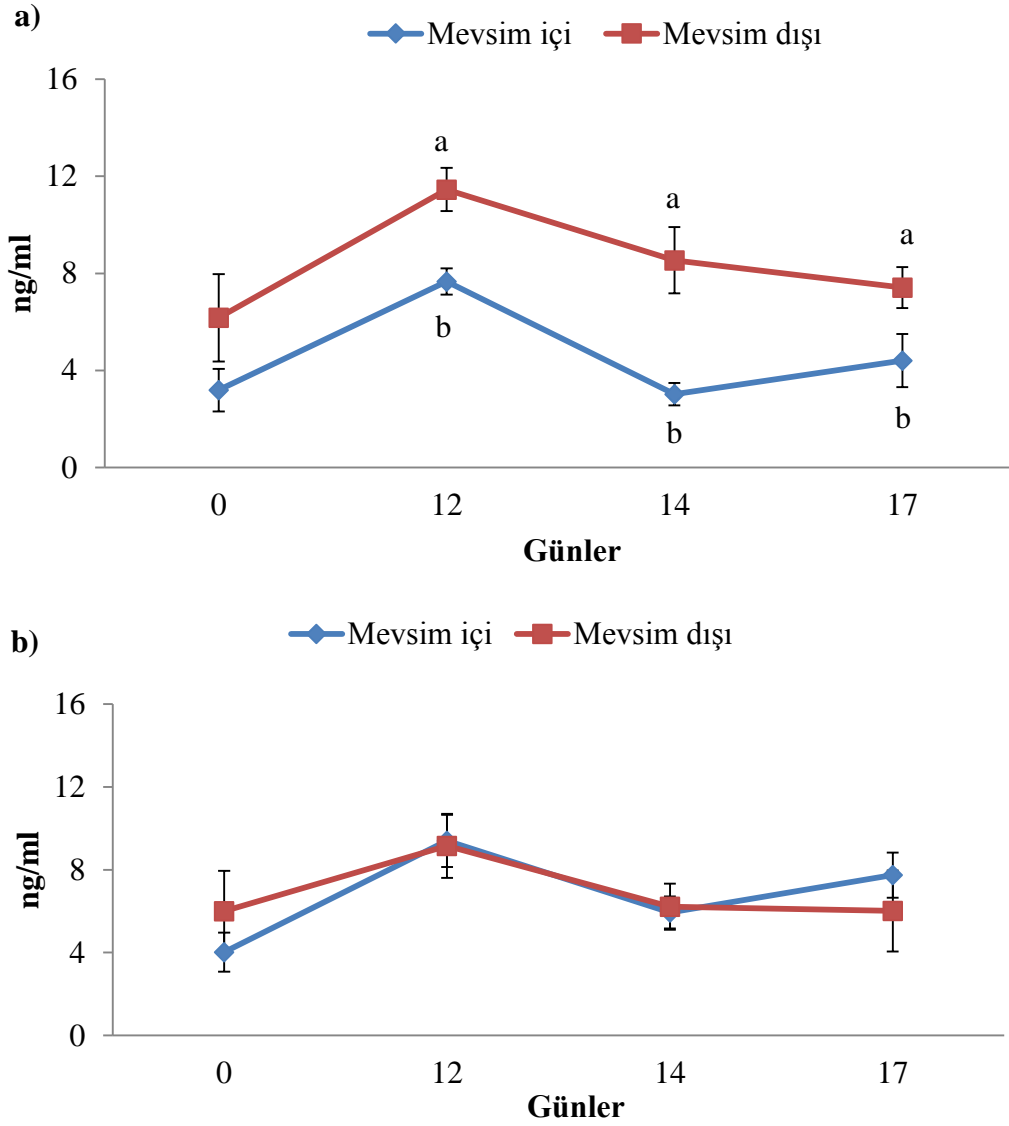 a)
Mevsim içi Mevsim dışı
16
12
8
4
0
ng/ml
a
a
a
b
b
b
0 12 14 17
Günler
b)
Mevsim içi Mevsim dışı
16
12
8
4
0
ng/ml
0 12 14 17
Günler